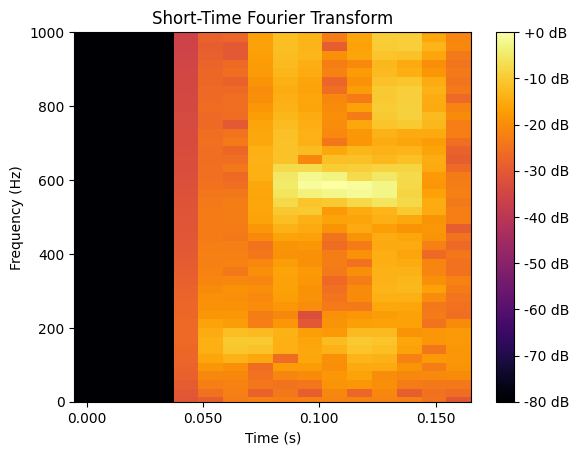 Short-Time Fourier Transform
1000
800
600
400
200
0
Frequency (Hz)
0.000
0.050
0.100
0.150
Time (s)
+0 dB
-10 dB
-20 dB
-30 dB
-40 dB
-50 dB
-60 dB
-70 dB
-80 dB